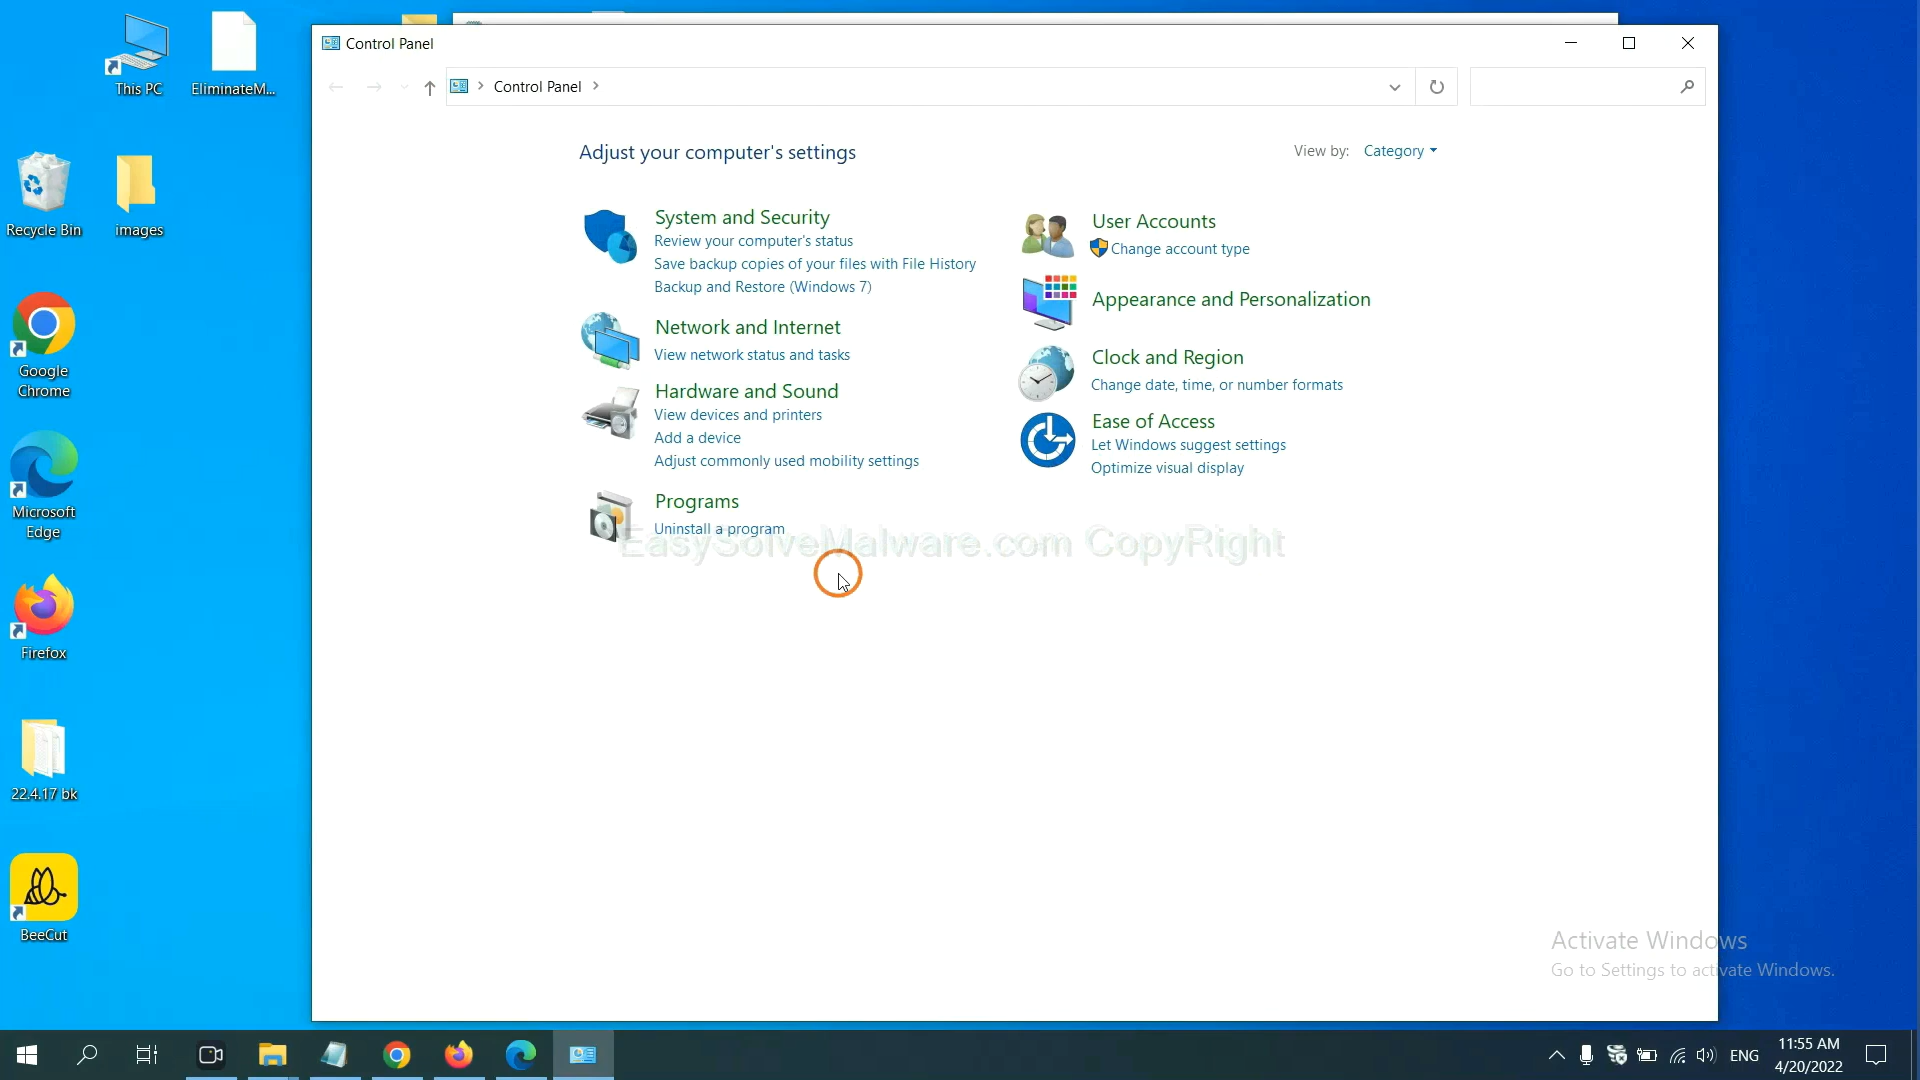 This PC
EliminateM...
Recycle Bin
images
Google
Chrome
Microsoft
Edge
Firefox
22.4.17 bk
BeeCut
Control Panel
Control Panel
Adjust your computer's settings
View by: Category
System and Security
Review your computer's status
Save backup copies of your files with File History
Backup and Restore (Windows 7)
Network and Internet
View network status and tasks
Hardware and Sound
View devices and printers
Add a device
Adjust commonly used mobility settings
Programs
Uninstall a program
User Accounts
Change account type
Appearance and Personalization
Clock and Region
Change date, time, or number formats
Ease of Access
Let Windows suggest settings
Optimize visual display
EasySolveMalware.com CopyRight
Activate Windows
Go to Settings to activate Windows.
ENG
11:55 AM
4/20/2022